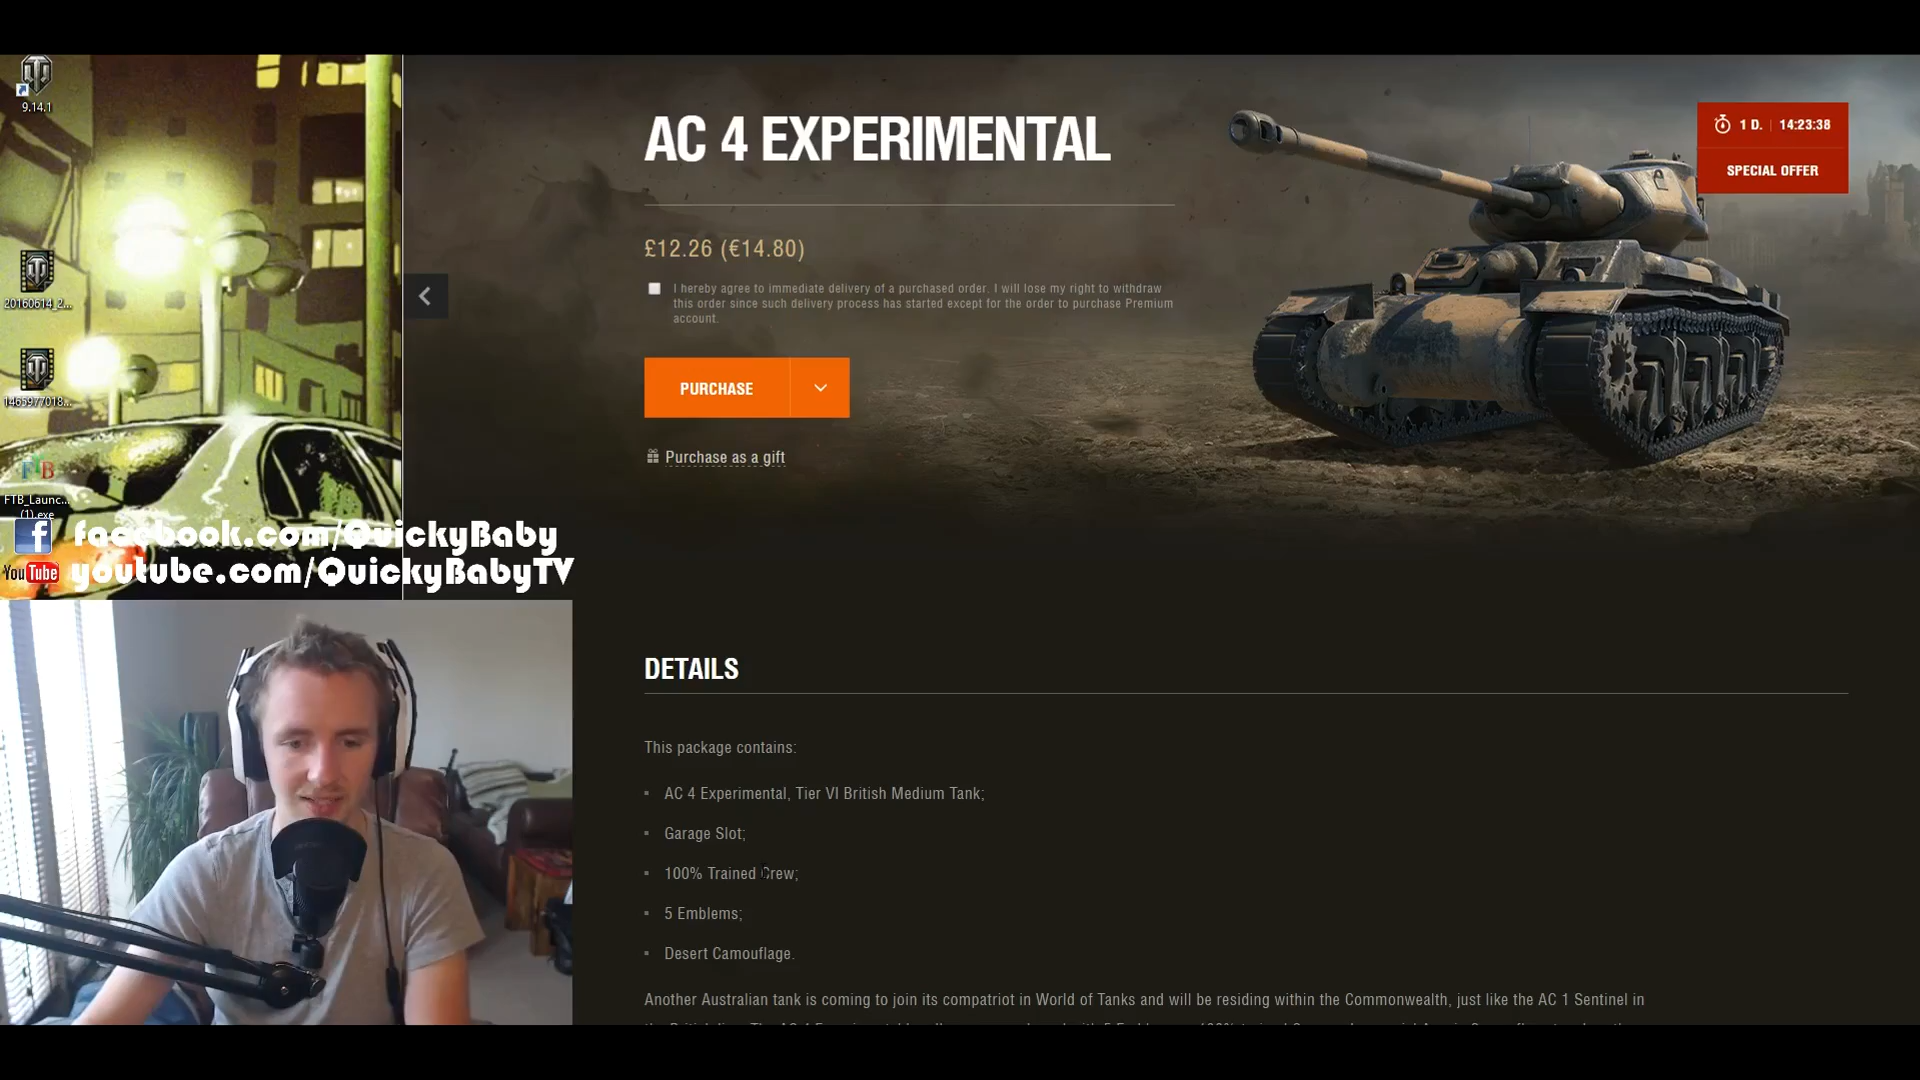 9.14.1
20160614_2...
1465977018...
FTB
FTB_Launc...
(1).exe
facebook.com/QuickyBaby
YouTube youtube.com/QuickyBabyTV
AC 4 EXPERIMENTAL
1 D. | 14:23:38
SPECIAL OFFER
£12.26 (€14.80)
I hereby agree to immediate delivery of a purchased order. I will lose my right to withdraw
this order since such delivery process has started except for the order to purchase Premium
account.
PURCHASE
Purchase as a gift
DETAILS
This package contains:
AC 4 Experimental, Tier VI British Medium Tank;
Garage Slot;
100% Trained Crew;
5 Emblems;
Desert Camouflage.
Another Australian tank is coming to join its compatriot in World of Tanks and will be residing within the Commonwealth, just like the AC 1 Sentinel in